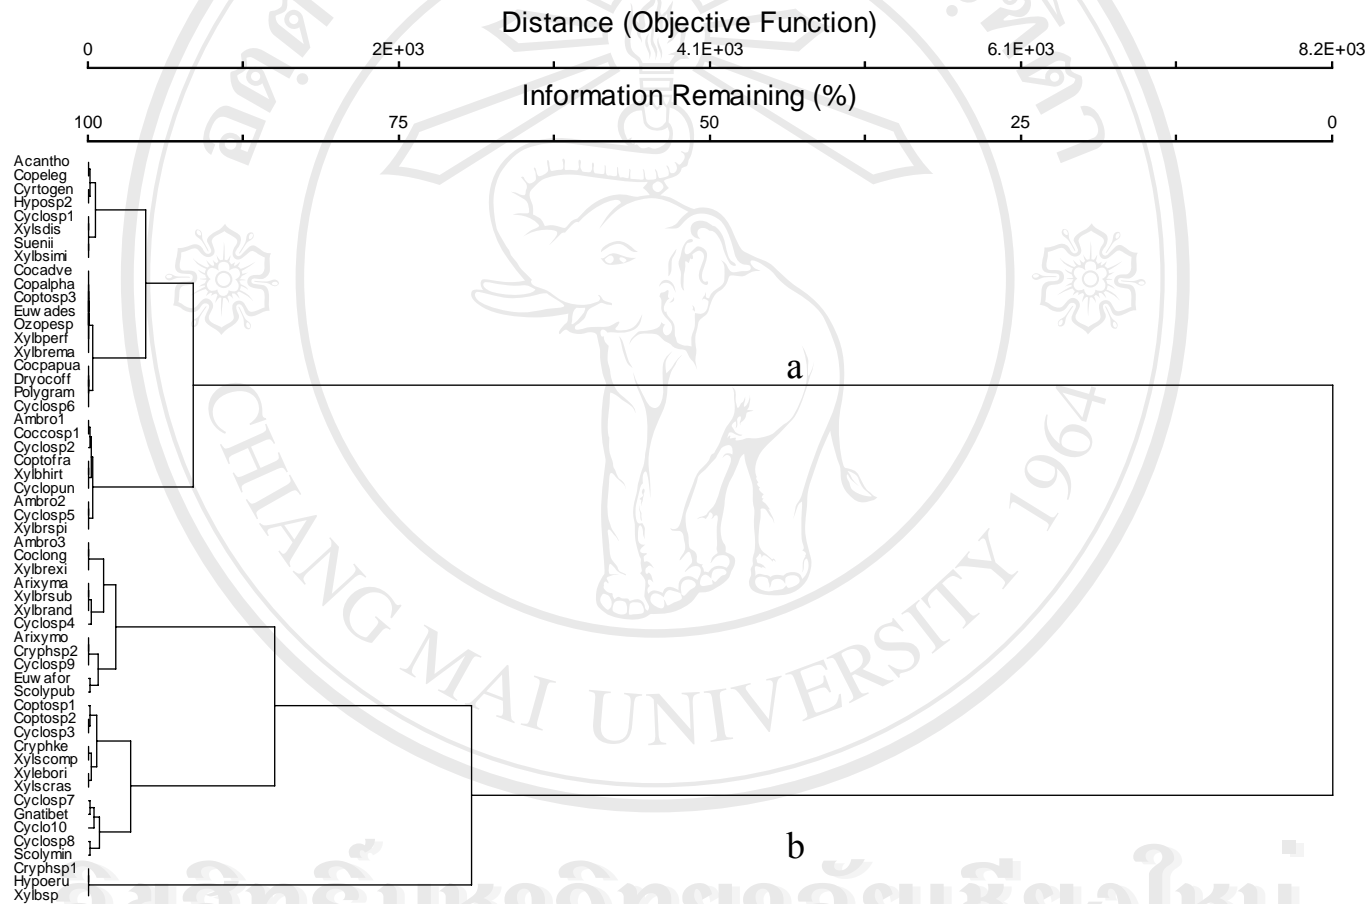 Distance (Objective Function)
0 2E+03 4.1E+03 6.1E+03 8.2E+03
Information Remaining (%)
100 75 50 25 0
Acantho
Copeleg
Cyrtogen
Hyposp2
Cyclosp1
Xylsdis
Suenii
Xylbsimi
Cocadve
Copalpha
Coptosp3
Euwades
Ozopesp
Xylbperf
Xylbrema
Cocpapua
Dryocoff
Polygram
Cyclosp6
Ambro1
Coccosp1
Cyclosp2
Coptofra
Xylbhirt
Cyclopun
Ambro2
Cyclosp5
Xylbrspi
Ambro3
Coclong
Xylbrexi
Arixyma
Xylbrsub
Xylbrand
Cyclosp4
Arixymo
Cryphsp2
Cyclosp9
Euwafor
Scolypub
Coptosp1
Coptosp2
Cyclosp3
Cryphke
Xylscomp
Xylebori
Xylscras
Cyclosp7
Gnatibet
Cyclo10
Cyclosp8
Scolymin
Cryphsp1
Hypoeru
Xylbsp
a
b
CHIANG MAI UNIVERSITY 1964